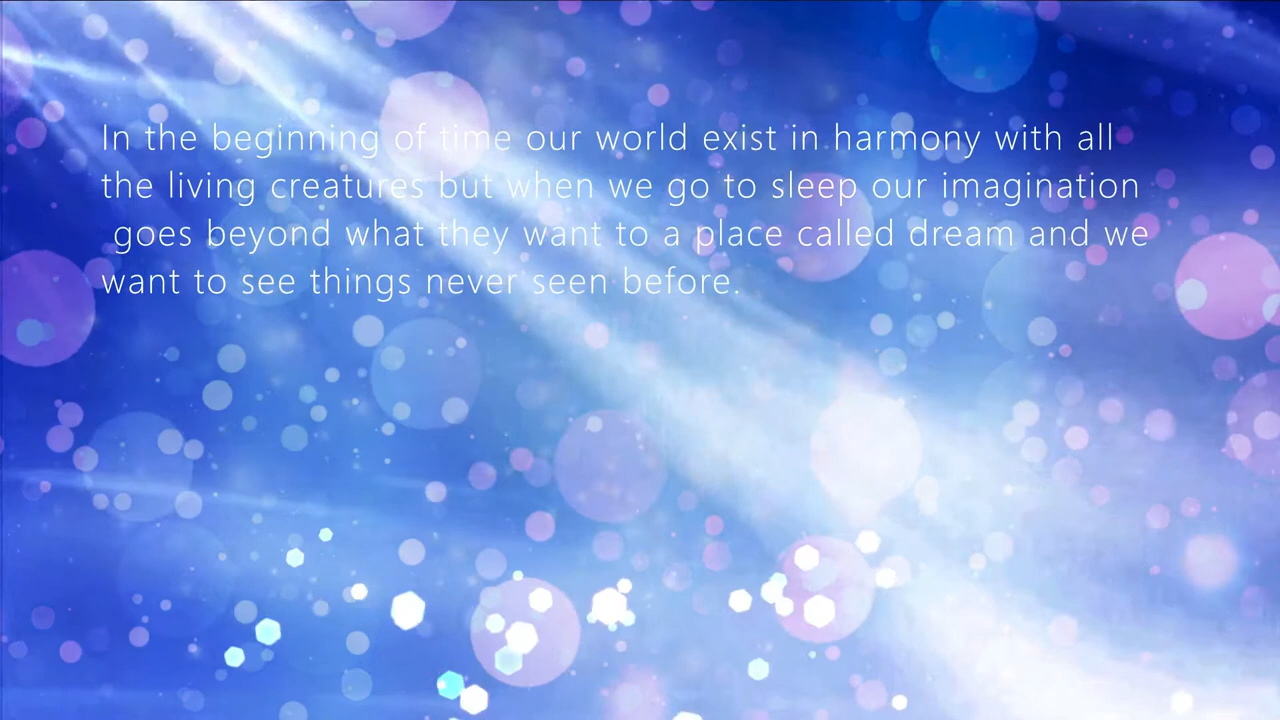 In the beginning of time our world exist in harmony with all
the living creatures but when we go to sleep our imagination
goes beyond what they want to a place called dream and we
want to see things never seen before.